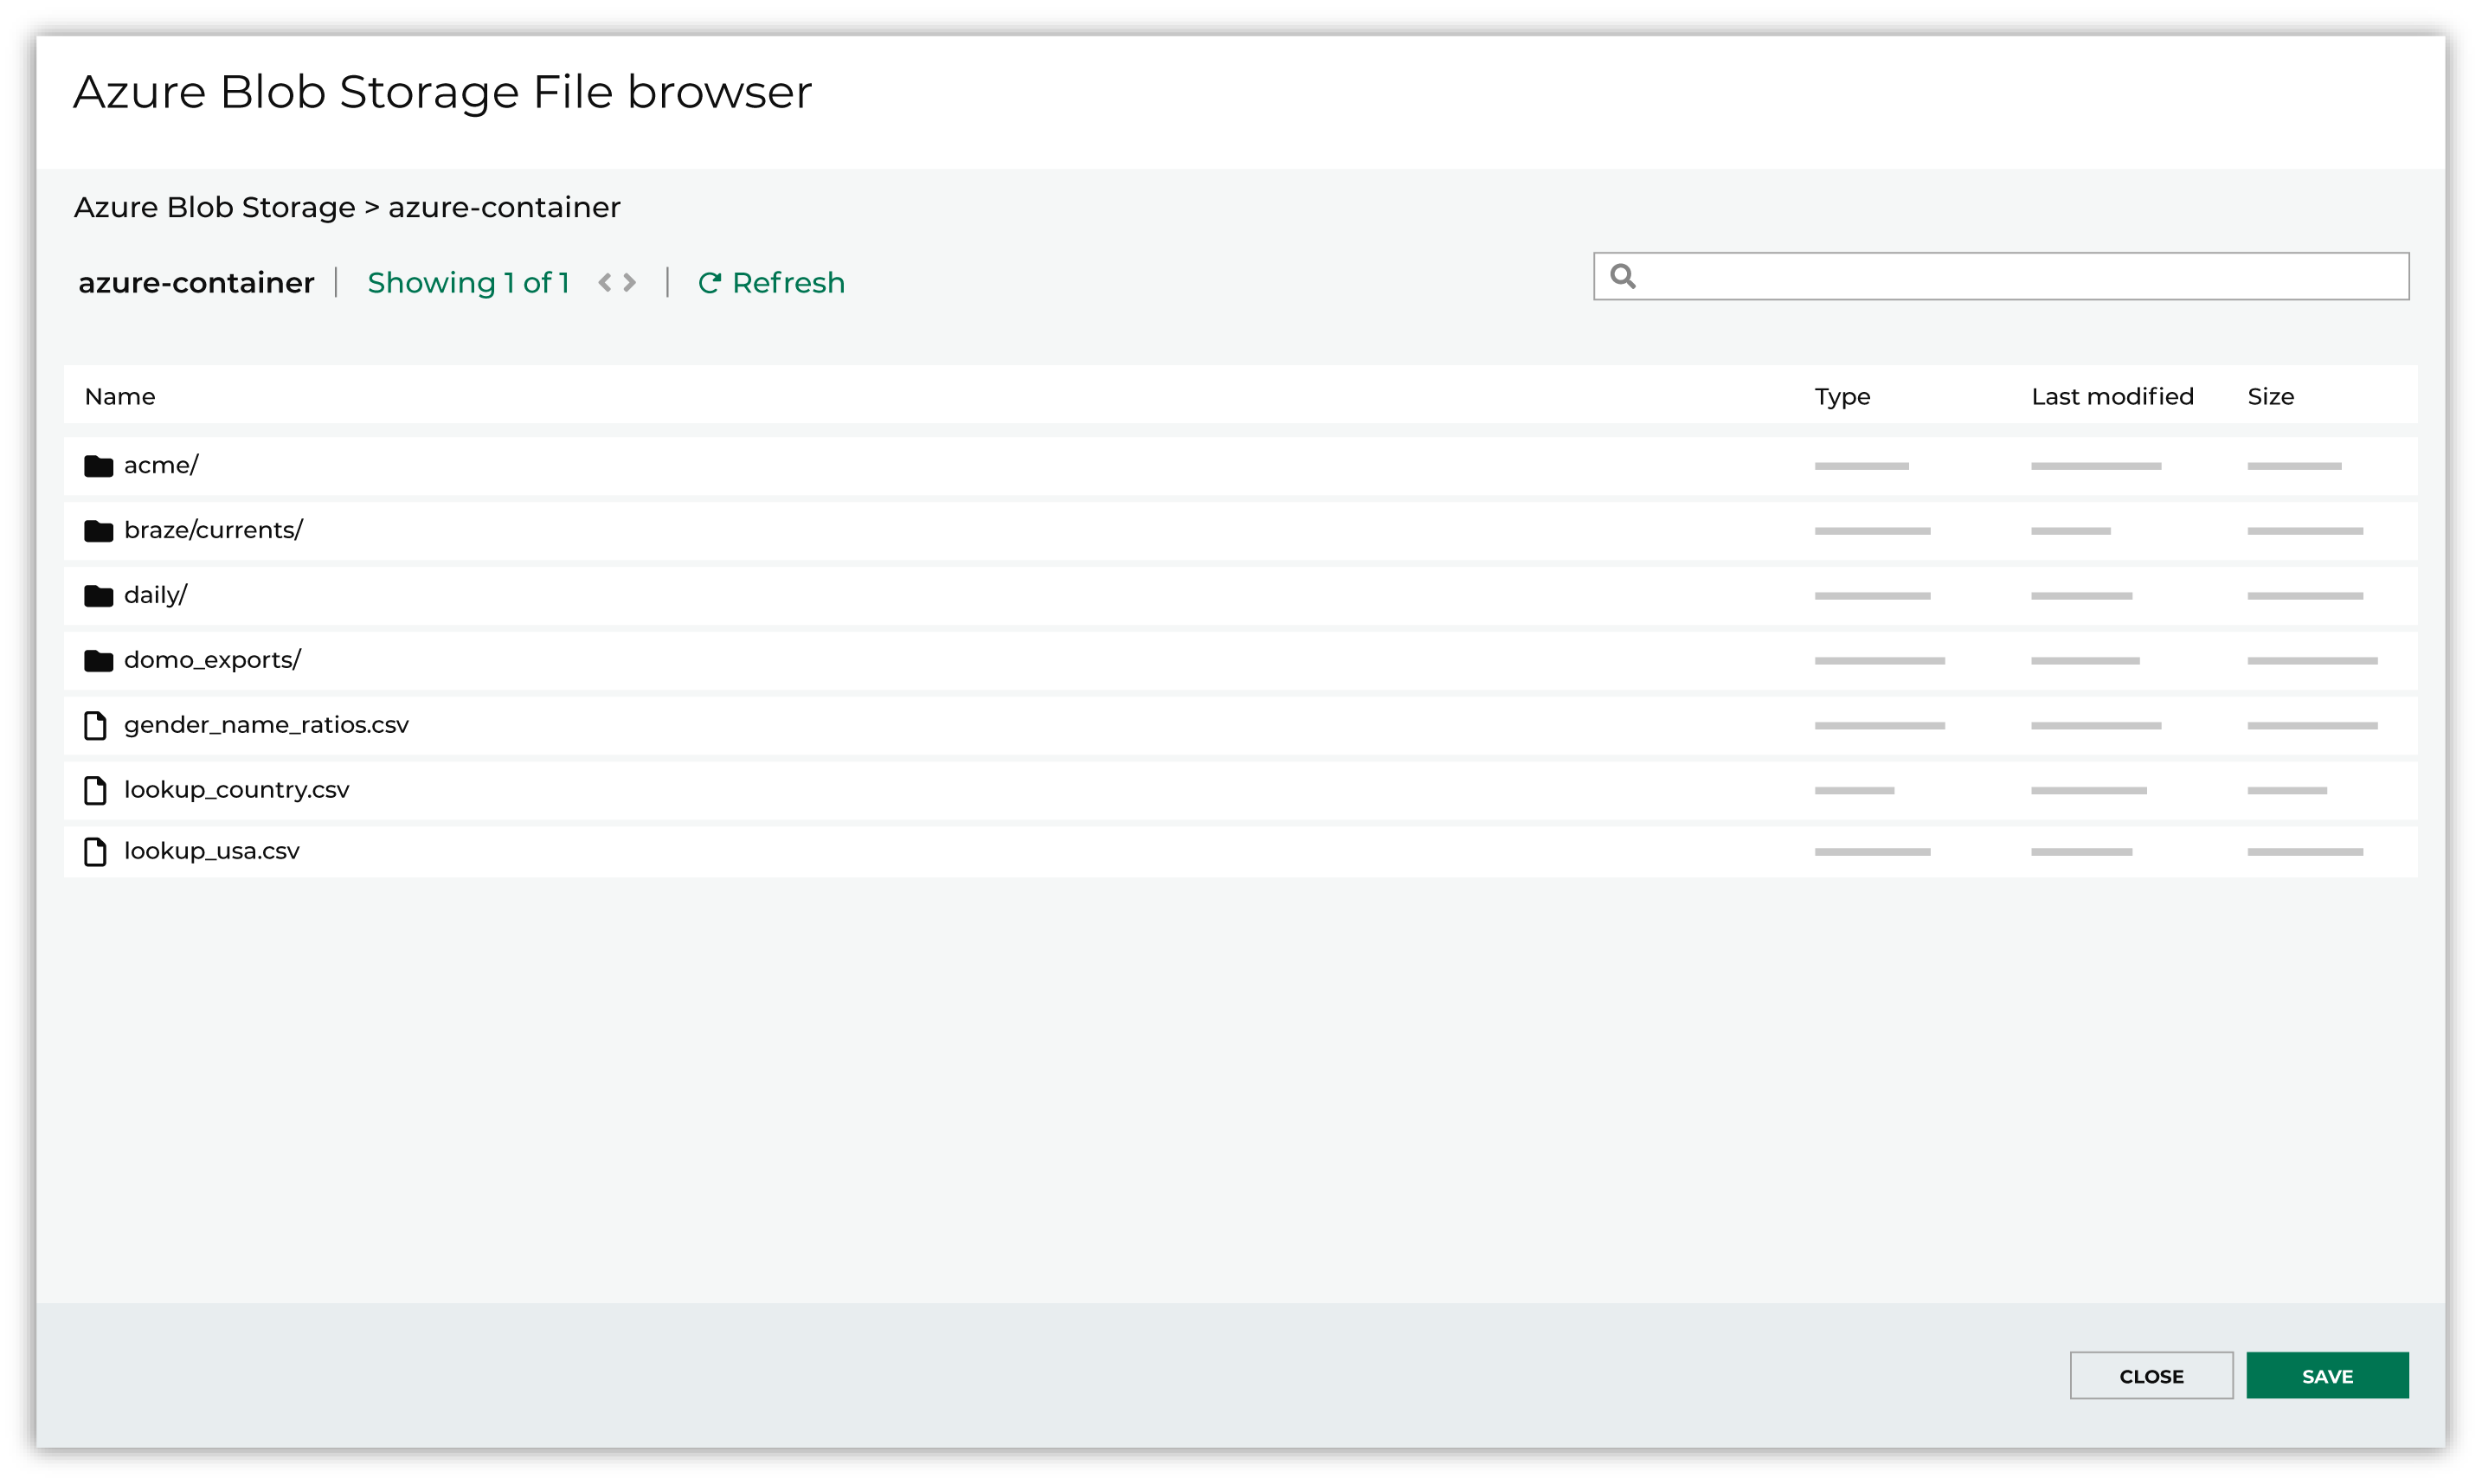 Azure Blob Storage File browser
Azure Blob Storage > azure-container
azure-container | Showing 1 of 1 < > | Refresh
Name Type Last modified Size
acme/
braze/currents/
daily/
domo_exports/
gender_name_ratios.csv
lookup_country.csv
lookup_usa.csv
CLOSE SAVE